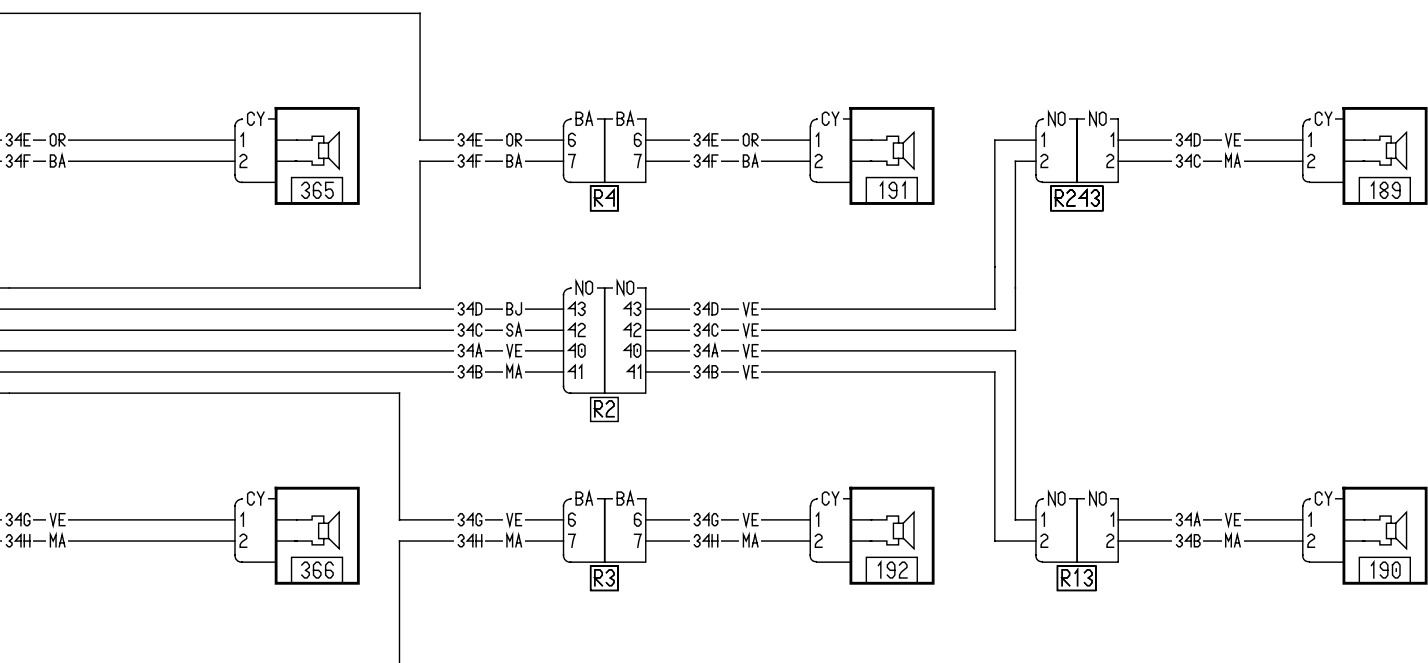 CY BA BA CY NO NO CY
34E OR 1 34E OR 6 6 34E OR 1 1 1 34D VE 1
34F BA 2 34F BA 7 7 34F BA 2 2 2 34C MA 2
365 R4 191 R243 189
NO NO
34D BJ 43 43 34D VE
34C SA 42 42 34C VE
34A VE 40 40 34A VE
34B MA 41 41 34B VE
R2
CY BA BA CY NO NO CY
34G VE 1 34G VE 6 6 34G VE 1 1 1 34A VE 1
34H MA 2 34H MA 7 7 34H MA 2 2 2 34B MA 2
366 R3 192 R13 190